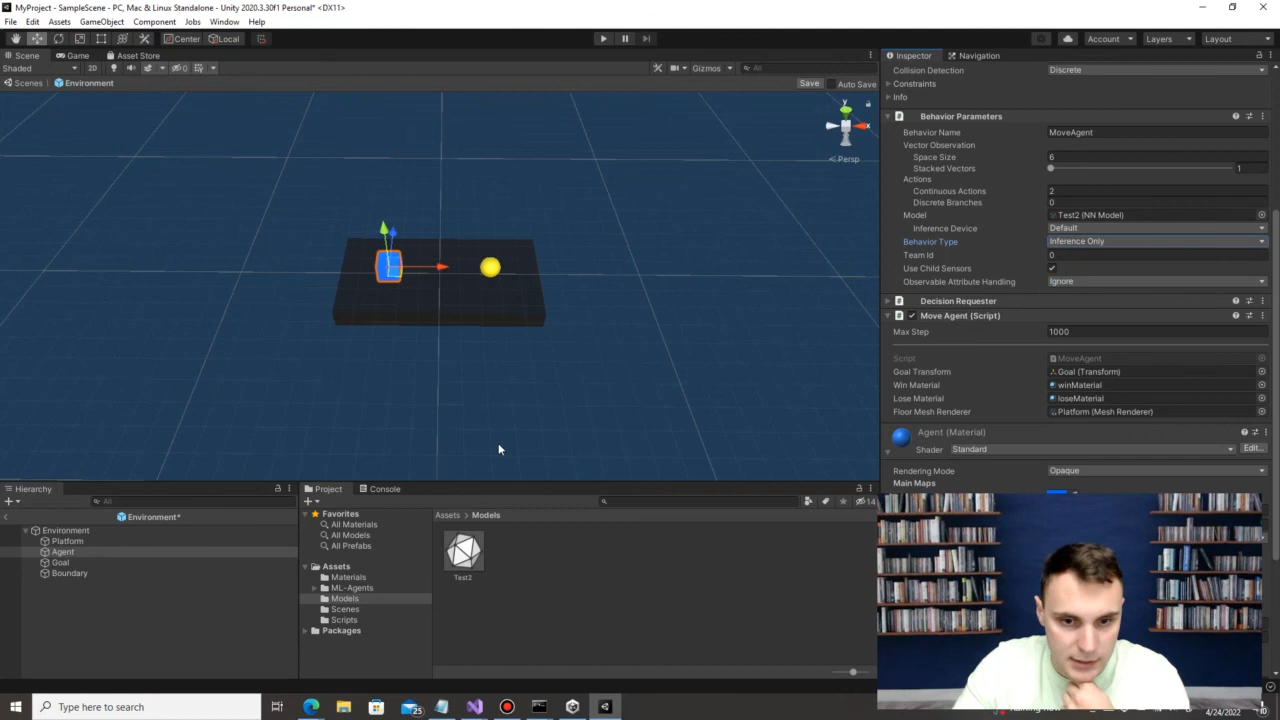 MyProject - SampleScene - PC, Mac & Linux Standalone - Unity 2020.3.30f1 Personal* <DX11>
File Edit Assets GameObject Component Jobs Window Help
Center Local Account Layers Layout
Scene Game Asset Store
Shaded 2D 0 Gizmos All
Scenes Environment Save Auto Save
y
x
< Persp
Inspector Navigation
Collision Detection Discrete
Constraints
Info
Behavior Parameters
Behavior Name MoveAgent
Vector Observation
Space Size 6
Stacked Vectors 1
Actions
Continuous Actions 2
Discrete Branches 0
Model Test2 (NN Model)
Inference Device Default
Behavior Type Inference Only
Team Id 0
Use Child Sensors
Observable Attribute Handling Ignore
Decision Requester
Move Agent (Script)
Max Step 1000
Script MoveAgent
Goal Transform Goal (Transform)
Win Material winMaterial
Lose Material loseMaterial
Floor Mesh Renderer Platform (Mesh Renderer)
Agent (Material)
Shader Standard Edit...
Rendering Mode Opaque
Main Maps
Hierarchy
All
Environment*
Environment
Platform
Agent
Goal
Boundary
Project Console
14
Favorites
All Materials
All Models
All Prefabs
Assets
Materials
ML-Agents
Models
Scenes
Scripts
Packages
Assets > Models
Test2
Type here to search
25
4/24/2022